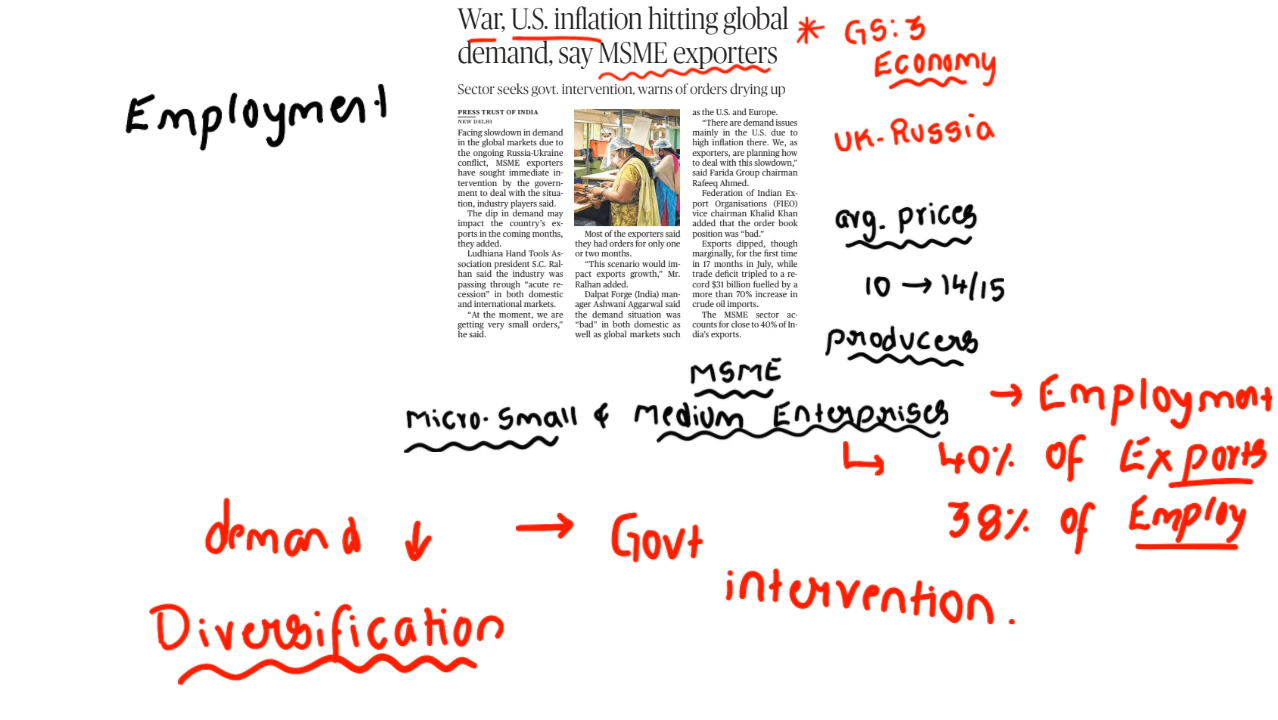 War, U.S. inflation hitting global
demand, say MSME exporters
Sector seeks govt. intervention, warns of orders drying up
PRESS TRUST OF INDIA
NEW DELHI
Facing slowdown in demand
in the global markets due to
the ongoing Russia-Ukraine
conflict, MSME exporters
have sought immediate in-
tervention by the govern-
ment to deal with the situa-
tion, industry players said.
The dip in demand may
impact the country's ex-
ports in the coming months,
they added.
Ludhiana Hand Tools As-
sociation president S.C. Ral-
han said the industry was
passing through "acute re-
cession" in both domestic
and international markets.
"At the moment, we are
getting very small orders,"
he said.
Most of the exporters said
they had orders for only one
or two months.
"This scenario would im-
pact exports growth," Mr.
Ralhan added.
Dalpat Forge (India) man-
ager Ashwani Aggarwal said
the demand situation was
"bad" in both domestic as
well as global markets such
as the U.S. and Europe.
"There are demand issues
mainly in the U.S. due to
high inflation there. We, as
exporters, are planning how
to deal with this slowdown,"
said Farida Group chairman
Rafeeq Ahmed.
Federation of Indian Ex-
port Organisations (FIEO)
vice chairman Khalid Khan
added that the order book
position was "bad."
Exports dipped, though
marginally, for the first time
in 17 months in July, while
trade deficit tripled to a re-
cord $31 billion fuelled by a
more than 70% increase in
crude oil imports.
The MSME sector ac-
counts for close to 40% of In-
dia's exports.
* GS: 3
Economy
UK-Russia
Employment
avg. prices
10 → 14/15
producers
MSME
Micro. Small & Medium Enterprises
→ Employment
↳ 40% of Exports
38% of Employ
demand ↓ → Govt
intervention.
Diversification